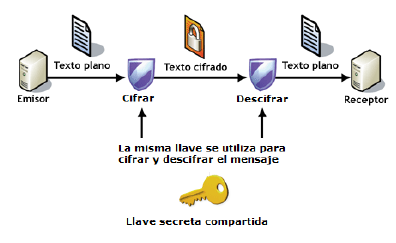 Texto plano
Texto cifrado
Texto plano
Emisor
Cifrar
Descifrar
Receptor
La misma llave se utiliza para
cifrar y descifrar el mensaje
Llave secreta compartida